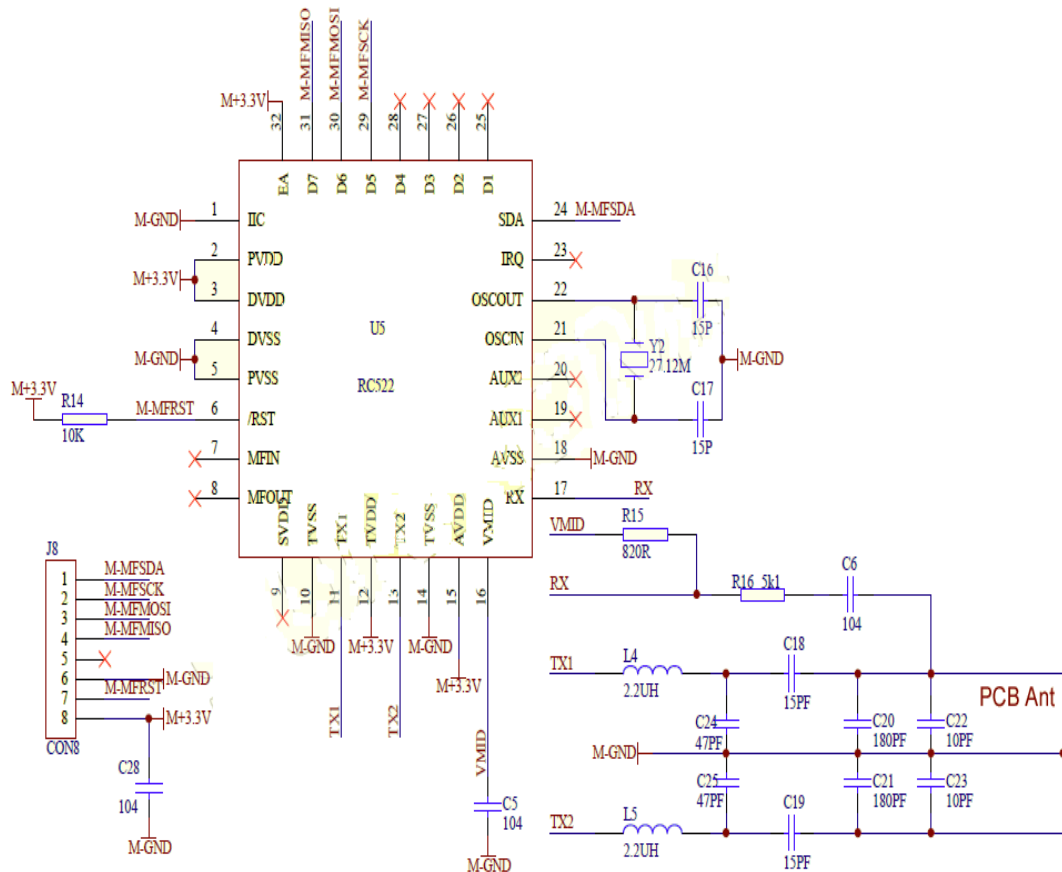 M-MFMISO
M-MFMOSI
M-MFSCK
M+3.3V
32
31
30
29
28
27
26
25
EA
D7
D6
D5
D4
D3
D2
D1
M-GND
1
IIC
SDA
24
M-MFSDA
2
PVDD
IRQ
23
M+3.3V
3
DVDD
OSCOUT
22
C16
15P
4
DVSS
U5
OSCIN
21
Y2
27.12M
M-GND
M-GND
5
PVSS
RC522
AUX2
20
C17
15P
M+3.3V
R14
10K
M-MFRST
6
/RST
AUX1
19
7
MFIN
AVSS
18
M-GND
8
MFOUT
RX
17
RX
SVDD
TVSS
TX1
TVDD
TX2
TVSS
AVDD
VMID
9
10
11
12
13
14
15
16
M-GND
M+3.3V
M-GND
M+3.3V
TX1
TX2
VMID
C5
104
M-GND
J8
1
M-MFSDA
2
M-MFSCK
3
M-MFMOSI
4
M-MFMISO
5
6
M-GND
7
M-MFRST
8
M+3.3V
CON8
C28
104
M-GND
VMID
R15
820R
RX
R16 5k1
C6
104
TX1
L4
2.2UH
C18
15PF
PCB Ant
C24
47PF
C20
180PF
C22
10PF
M-GND
C25
47PF
C21
180PF
C23
10PF
TX2
L5
2.2UH
C19
15PF